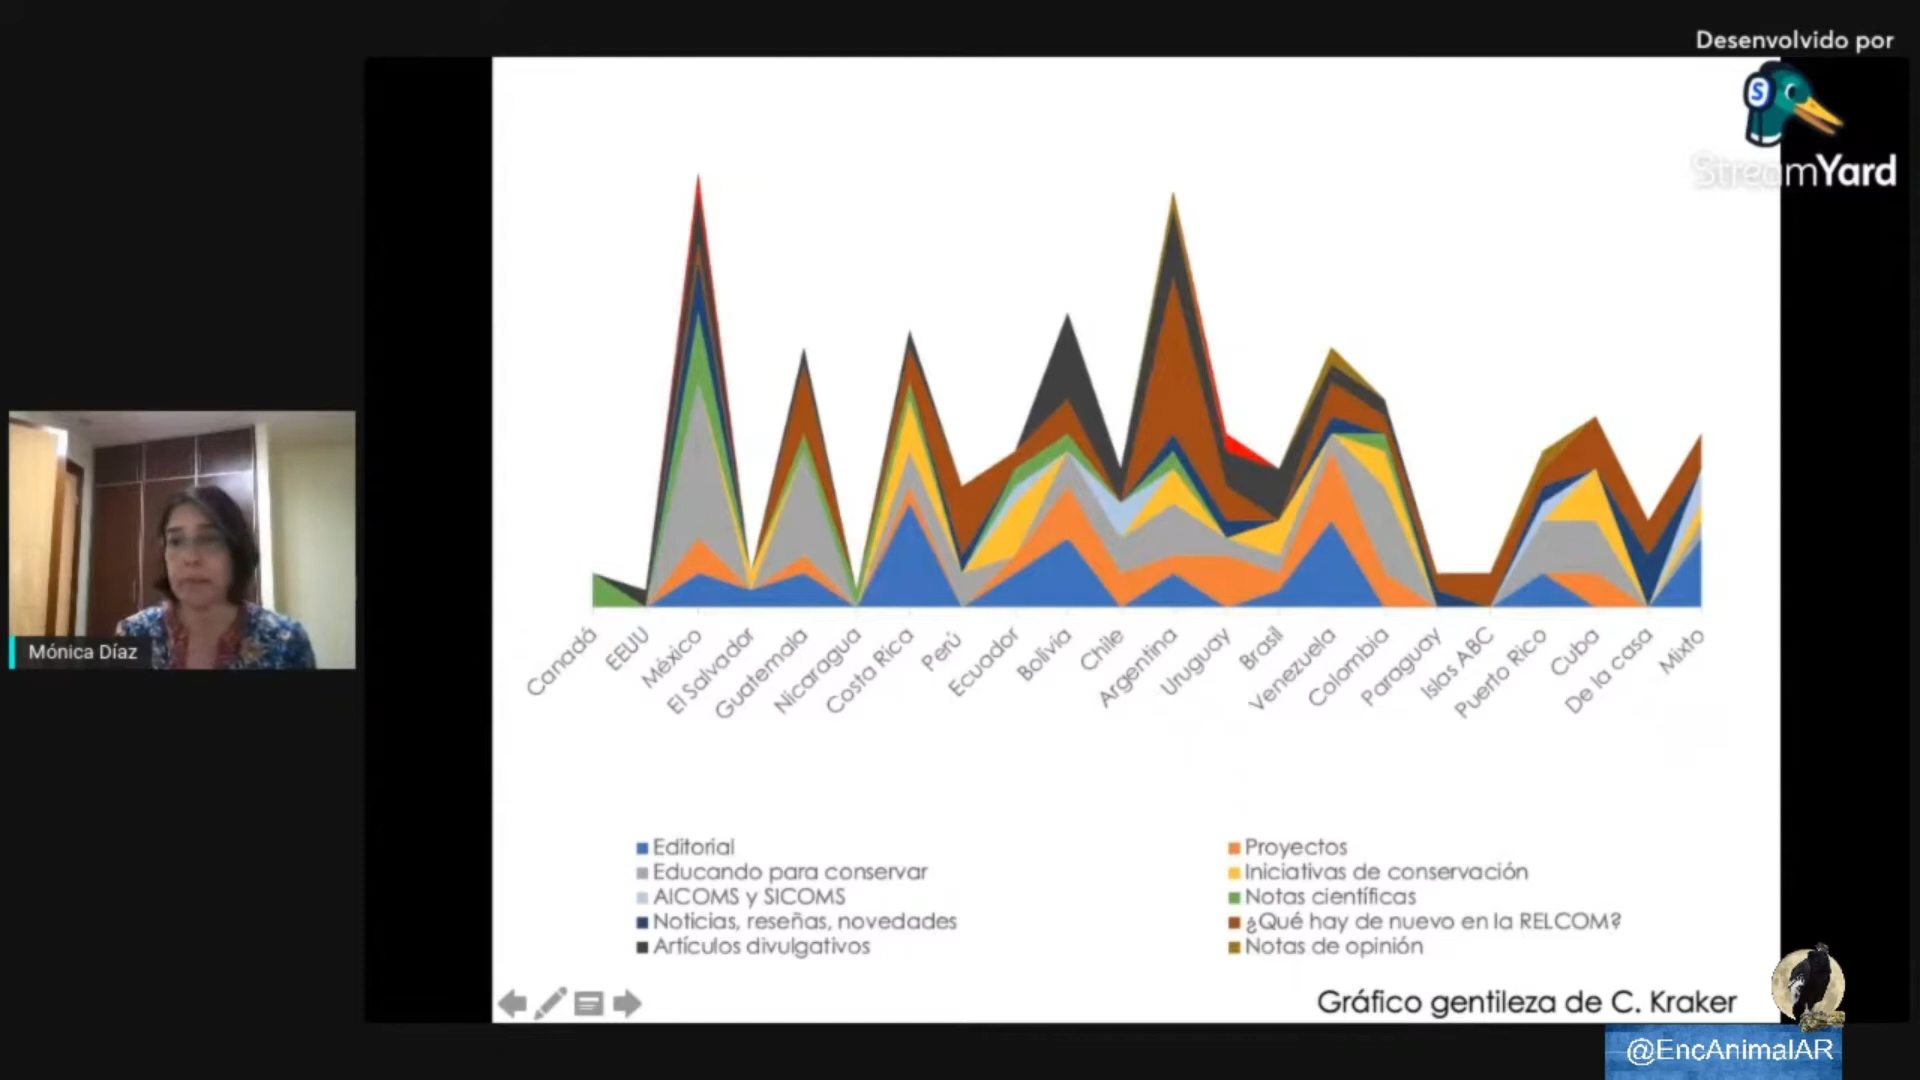 Desenvolvido por
StreamYard
Mónica Díaz
Canadá
EEUU
México
El Salvador
Guatemala
Nicaragua
Costa Rica
Perú
Ecuador
Bolivia
Chile
Argentina
Uruguay
Brasil
Venezuela
Colombia
Paraguay
Islas ABC
Puerto Rico
Cuba
De la casa
Mixto
Editorial
Proyectos
Educando para conservar
Iniciativas de conservación
AICOMS y SICOMS
Notas científicas
Noticias, reseñas, novedades
¿Qué hay de nuevo en la RELCOM?
Artículos divulgativos
Notas de opinión
Gráfico gentileza de C. Kraker
@EncAnimalAR